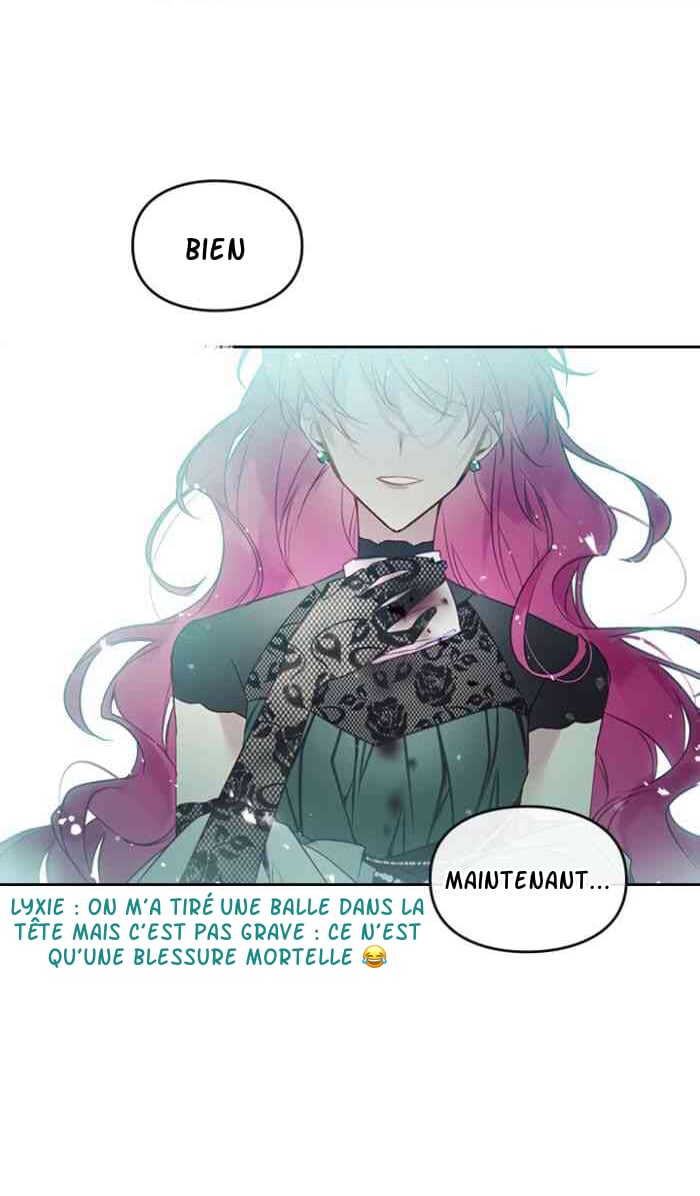 BIEN
MAINTENANT...
LYXIE : ON M'A TIRÉ UNE BALLE DANS LA
TÊTE MAIS C'EST PAS GRAVE : CE N'EST
QU'UNE BLESSURE MORTELLE 😂